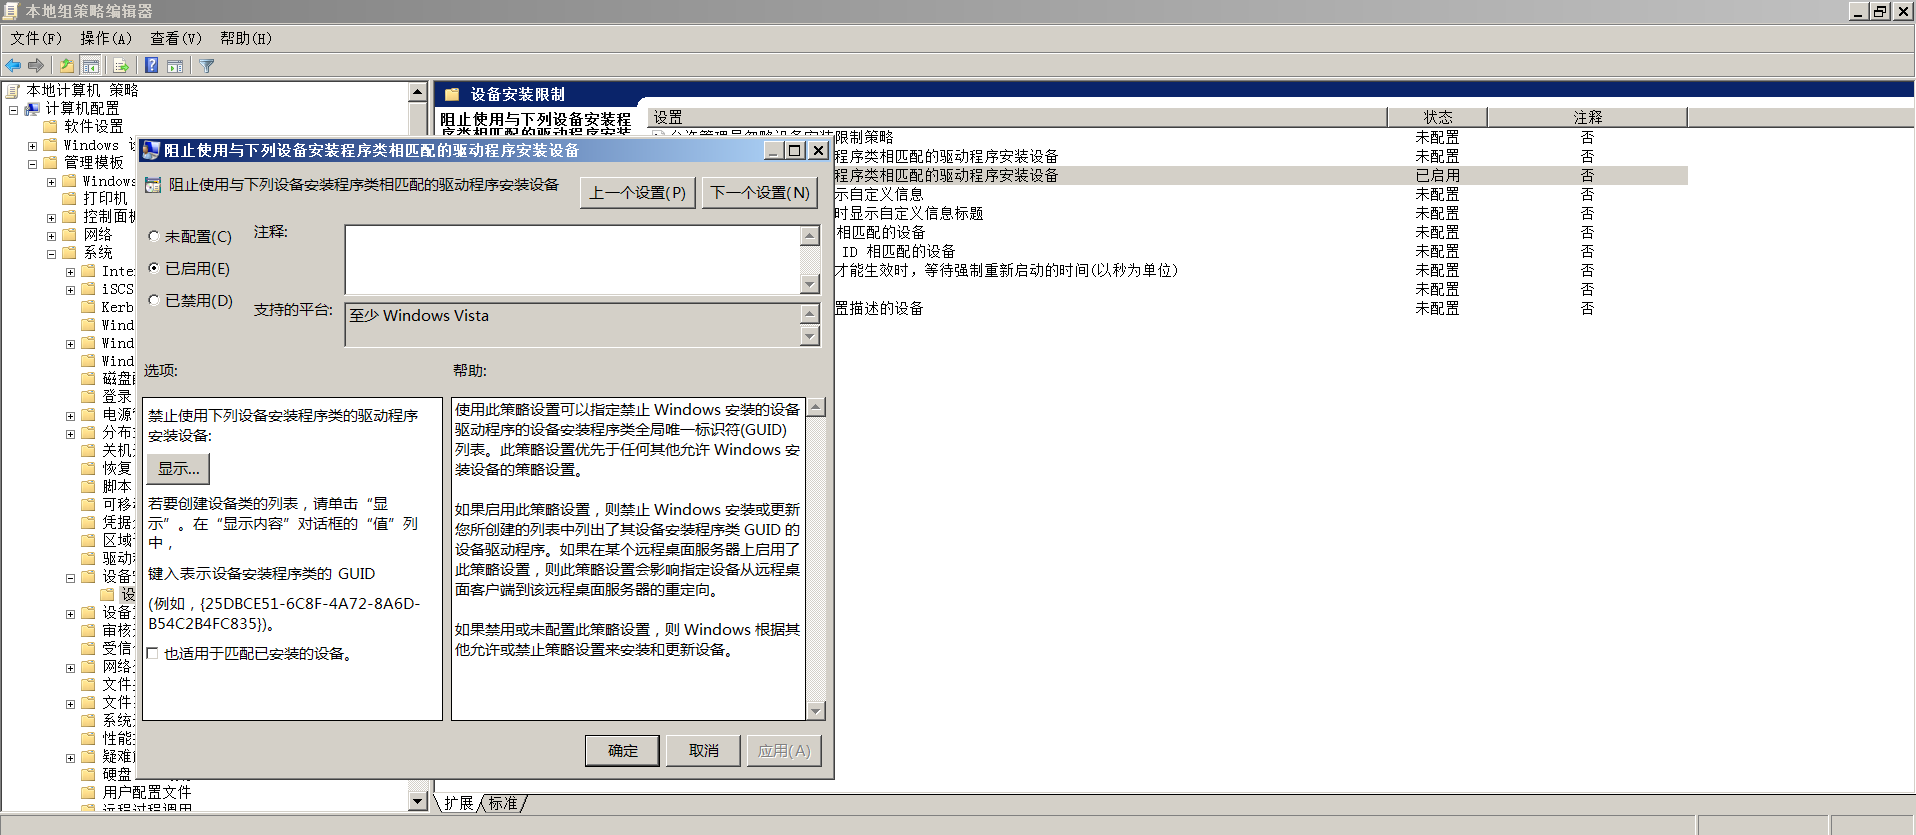 本地组策略编辑器
文件(F) 操作(A) 查看(V) 帮助(H)
本地计算机 策略
计算机配置
软件设置
Windows
管理模板
Windows
打印机
控制面板
网络
系统
Inte
iSCS
Kerb
Wind
Wind
Wind
磁盘
登录
电源
分布
关机
恢复
脚本
可移
凭据
区域
驱动
设备
设
设备
审核
受信
网络
文件
文件
系统
性能
疑难
硬盘
用户配置文件
远程过程调用
设备安装限制
阻止使用与下列设备安装程
序类相匹配的驱动程序安装
设置 状态 注释
允许管理员忽略设备安装限制策略 未配置 否
程序类相匹配的驱动程序安装设备 未配置 否
程序类相匹配的驱动程序安装设备 已启用 否
示自定义信息 未配置 否
时显示自定义信息标题 未配置 否
相匹配的设备 未配置 否
ID 相匹配的设备 未配置 否
才能生效时，等待强制重新启动的时间(以秒为单位) 未配置 否
未配置 否
置描述的设备 未配置 否
阻止使用与下列设备安装程序类相匹配的驱动程序安装设备
阻止使用与下列设备安装程序类相匹配的驱动程序安装设备
上一个设置(P) 下一个设置(N)
未配置(C)
已启用(E)
已禁用(D)
注释:
支持的平台:
至少 Windows Vista
选项:
帮助:
禁止使用下列设备安装程序类的驱动程序
安装设备:
显示...
若要创建设备类的列表，请单击“显
示”。在“显示内容”对话框的“值”列
中，
键入表示设备安装程序类的 GUID
(例如，{25DBCE51-6C8F-4A72-8A6D-
B54C2B4FC835})。
也适用于匹配已安装的设备。
使用此策略设置可以指定禁止 Windows 安装的设备
驱动程序的设备安装程序类全局唯一标识符(GUID)
列表。此策略设置优先于任何其他允许 Windows 安
装设备的策略设置。
如果启用此策略设置，则禁止 Windows 安装或更新
您所创建的列表中列出了其设备安装程序类 GUID 的
设备驱动程序。如果在某个远程桌面服务器上启用了
此策略设置，则此策略设置会影响指定设备从远程桌
面客户端到该远程桌面服务器的重定向。
如果禁用或未配置此策略设置，则 Windows 根据其
他允许或禁止策略设置来安装和更新设备。
确定 取消 应用(A)
扩展 标准